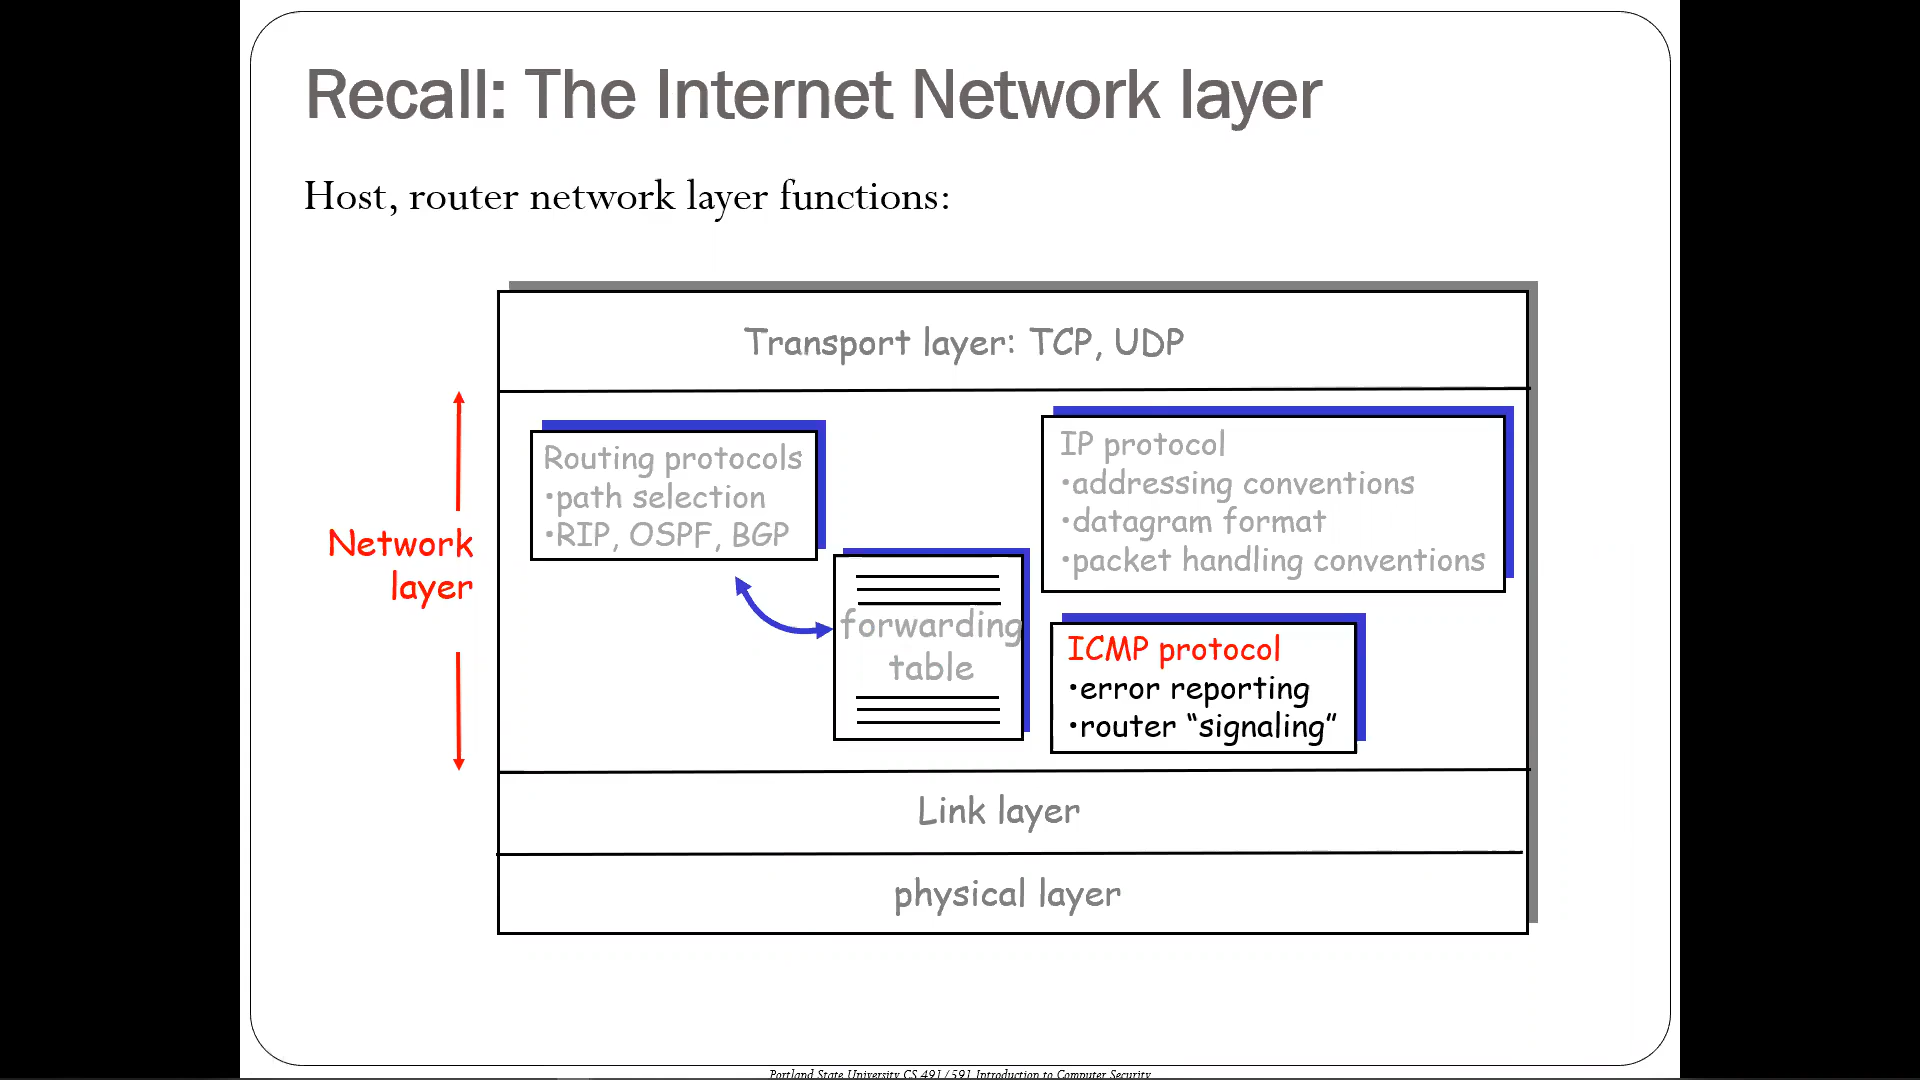 Recall: The Internet Network layer
Host, router network layer functions:
Transport layer: TCP, UDP
Routing protocols
•path selection
•RIP, OSPF, BGP
IP protocol
•addressing conventions
•datagram format
•packet handling conventions
Network
layer
forwarding
table
ICMP protocol
•error reporting
•router “signaling”
Link layer
physical layer
Portland State University CS 491/591 Introduction to Computer Security